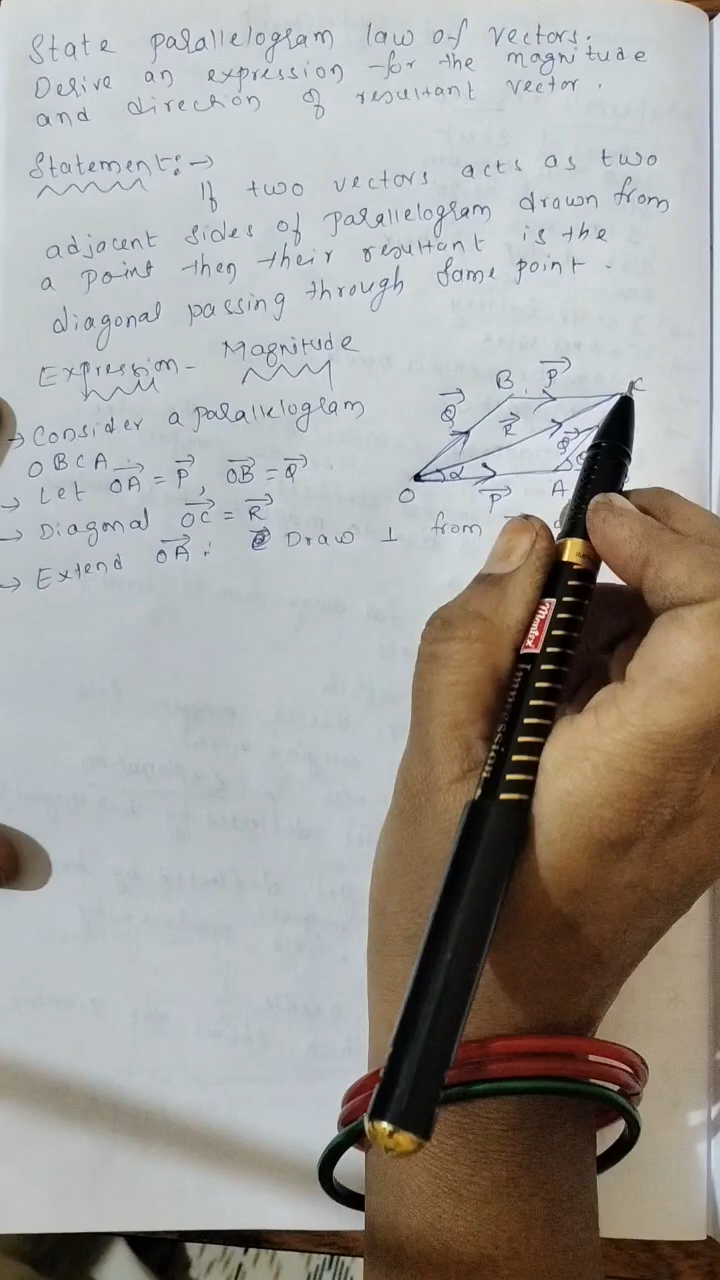 State parallelogram law of vectors.
Derive an expression for the magnitude
and direction of resultant vector.
Statement:→
If two vectors acts as two
adjacent sides of parallelogram drawn from
a point then their resultant is the
diagonal passing through same point.
Expression- Magnitude
→ Consider a parallelogram
OBCA.
→ Let OA⃗ = P⃗, OB⃗ = Q⃗
→ Diagonal OC⃗ = R⃗
→ Extend OA⃗. Draw ⊥ from
B P⃗ C
Q⃗ R⃗ Q⃗
α
O P⃗ A
Montex Impression